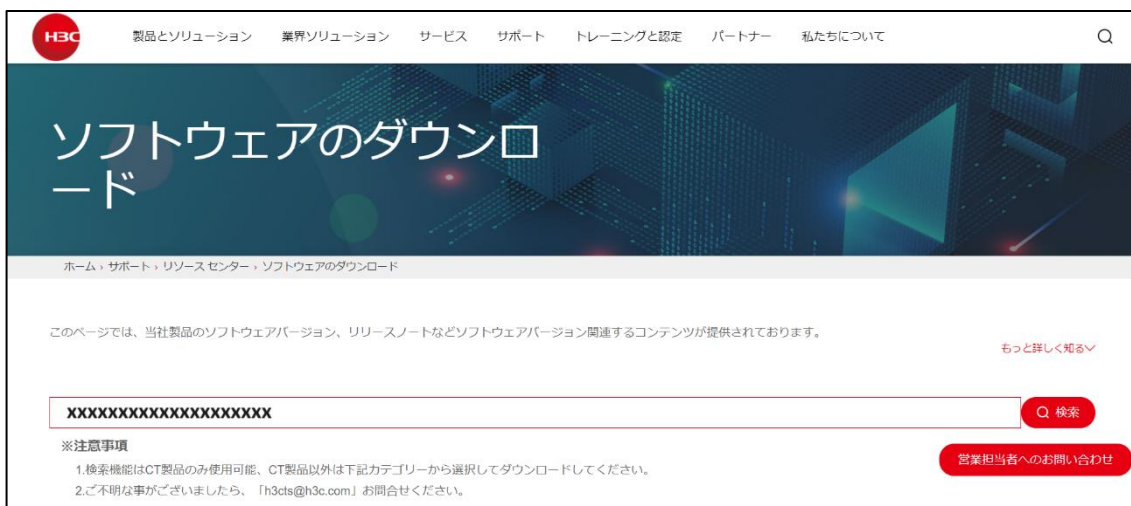 H3C 製品とソリューション 業界ソリューション サービス サポート トレーニングと認定 パートナー 私たちについて
ソフトウェアのダウンロ
ード
ホーム › サポート › リソース センター › ソフトウェアのダウンロード
このページでは、当社製品のソフトウェアバージョン、リリースノートなどソフトウェアバージョン関連するコンテンツが提供されております。
もっと詳しく知る
XXXXXXXXXXXXXXXXXXXX 検索
※注意事項
1.検索機能はCT製品のみ使用可能、CT製品以外は下記カテゴリーから選択してダウンロードしてください。
営業担当者へのお問い合わせ
2.ご不明な事がございましたら、「h3cts@h3c.com」お問合せください。